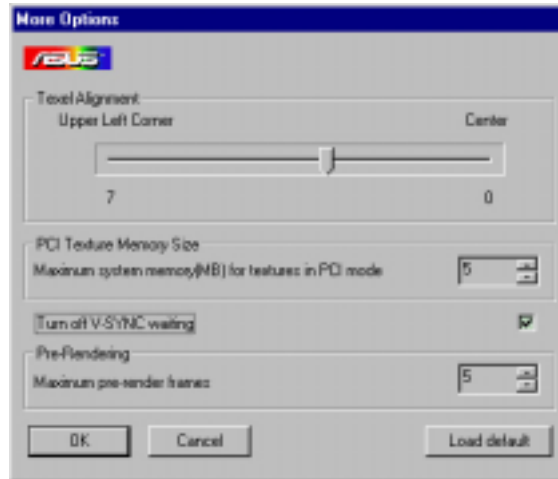 More Options
ASUS
Texel Alignment
Upper Left Corner Center
7 0
PCI Texture Memory Size
Maximum system memory(MB) for textures in PCI mode 5
Turn off V-SYNC waiting
Pre-Rendering
Maximum pre-render frames 5
OK Cancel Load default